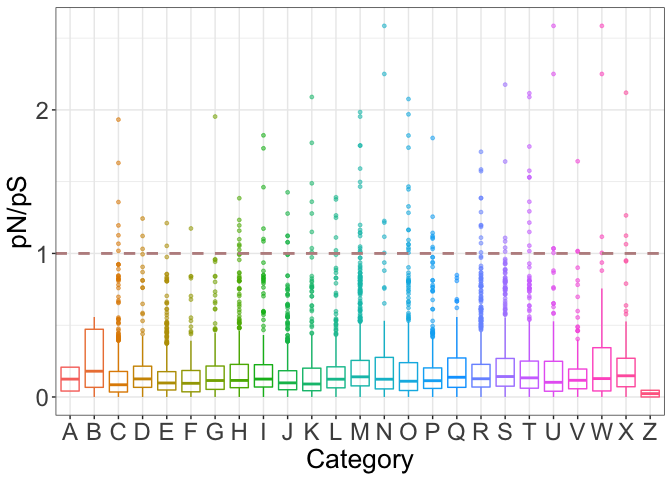 pN/pS
2
1
0
A B C D E F G H I J K L M N O P Q R S T U V W X Z
Category